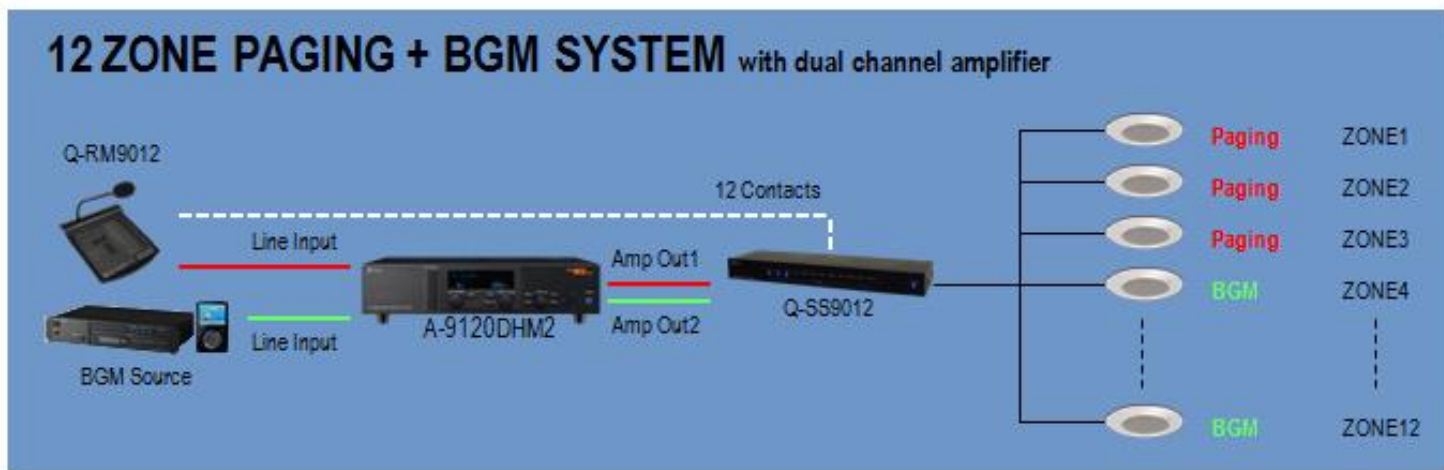 12 ZONE PAGING + BGM SYSTEM with dual channel amplifier
Q-RM9012
12 Contacts
Line Input
Amp Out1
A-9120DHM2
Amp Out2
Q-SS9012
Line Input
BGM Source
Paging ZONE1
Paging ZONE2
Paging ZONE3
BGM ZONE4
BGM ZONE12